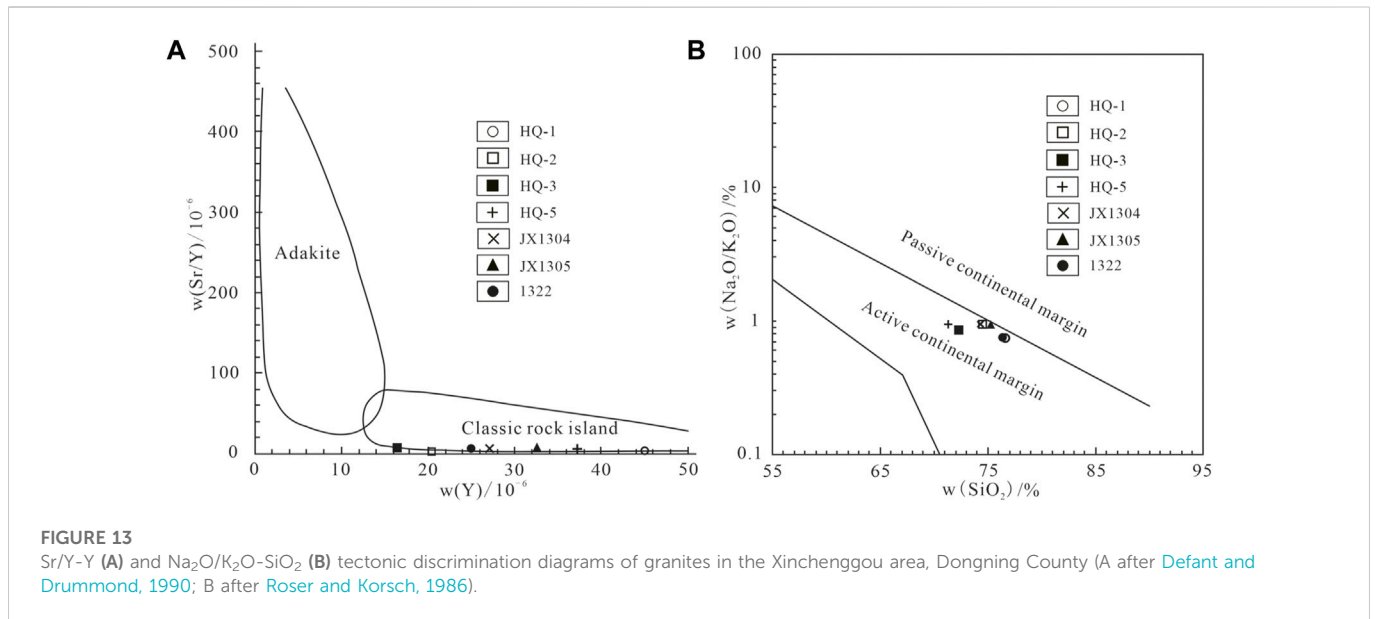 A
500
400
300
200
100
0
w(Sr/Y)/10⁻⁶
HQ-1
HQ-2
HQ-3
HQ-5
JX1304
JX1305
1322
Adakite
Classic rock island
0
10
20
30
40
50
w(Y)/10⁻⁶
B
100
10
1
0.1
w(Na₂O/K₂O)/%
HQ-1
HQ-2
HQ-3
HQ-5
JX1304
JX1305
1322
Passive continental margin
Active continental margin
55
65
75
85
95
w(SiO₂)/%
FIGURE 13
Sr/Y-Y (A) and Na₂O/K₂O-SiO₂ (B) tectonic discrimination diagrams of granites in the Xinchenggou area, Dongning County (A after Defant and
Drummond, 1990; B after Roser and Korsch, 1986).